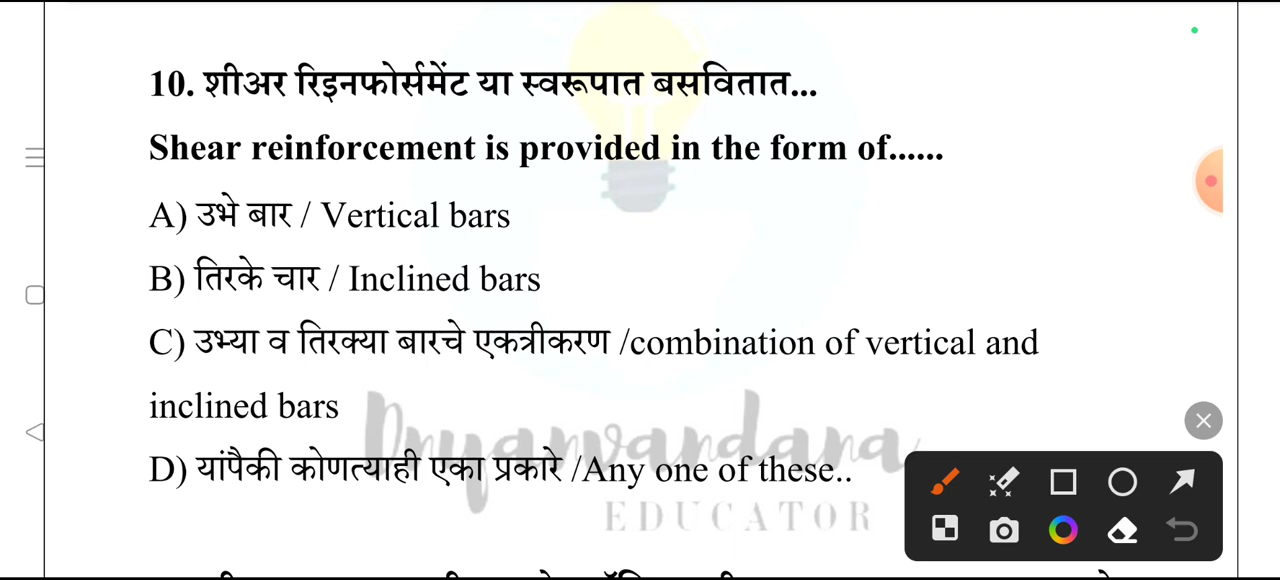 10. शीअर रिइनफोर्समेंट या स्वरूपात बसवितात...
Shear reinforcement is provided in the form of......
A) उभे बार / Vertical bars
B) तिरके चार / Inclined bars
C) उभ्या व तिरक्या बारचे एकत्रीकरण /combination of vertical and
inclined bars
D) यांपैकी कोणत्याही एका प्रकारे /Any one of these..
EDUCATOR